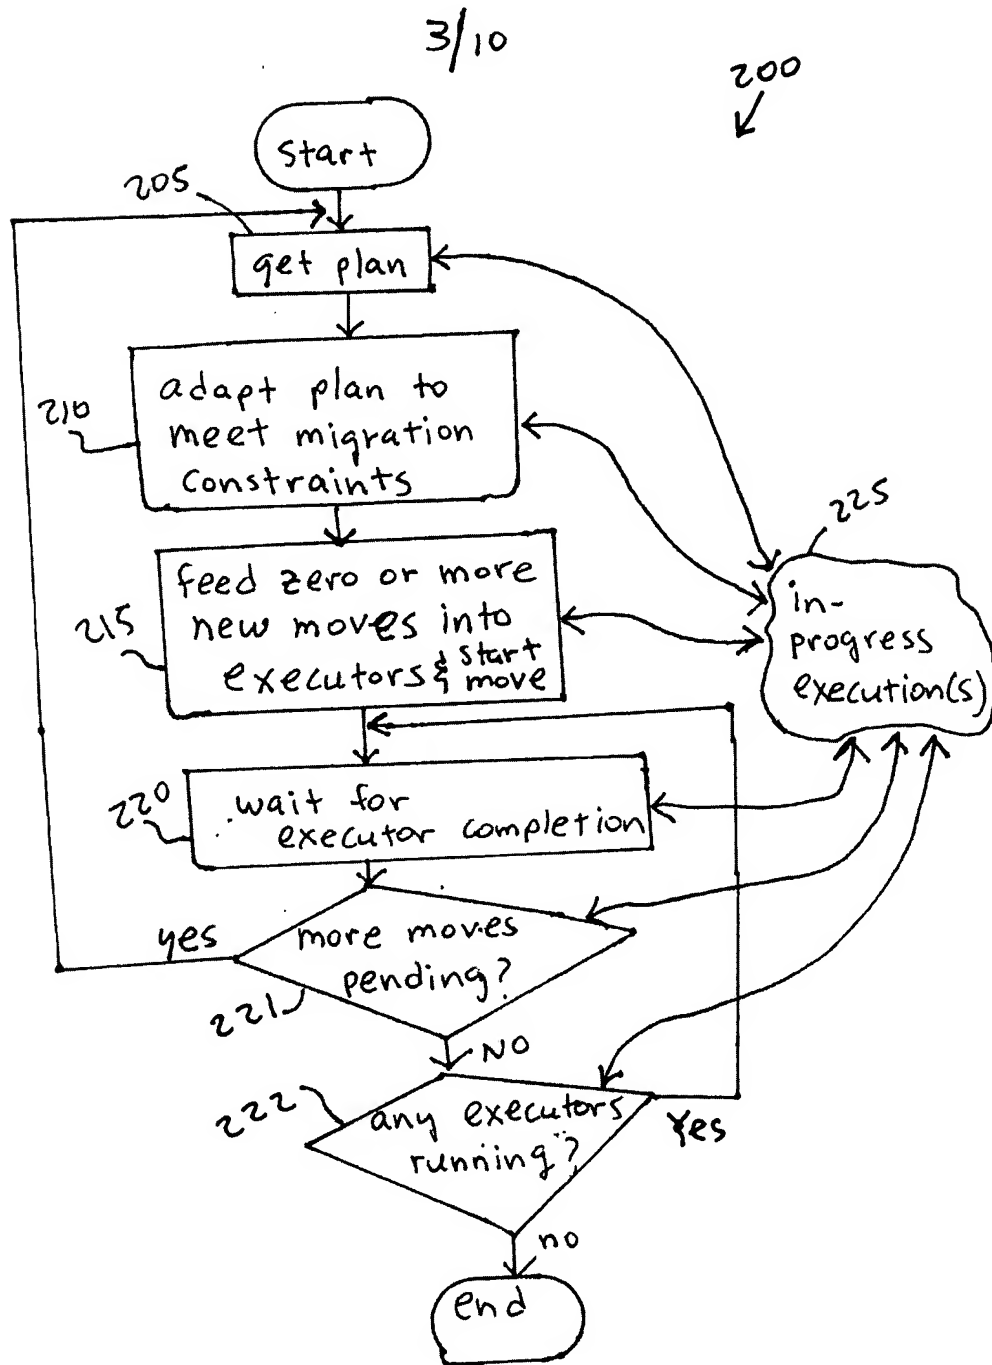 3/10
200
start
205
get plan
210
adapt plan to
meet migration
constraints
215
feed zero or more
new moves into
executors & start
move
225
in-
progress
execution(s)
220
wait for
executor completion
yes
more moves
pending?
221
NO
222
any executors
running?
Yes
no
end